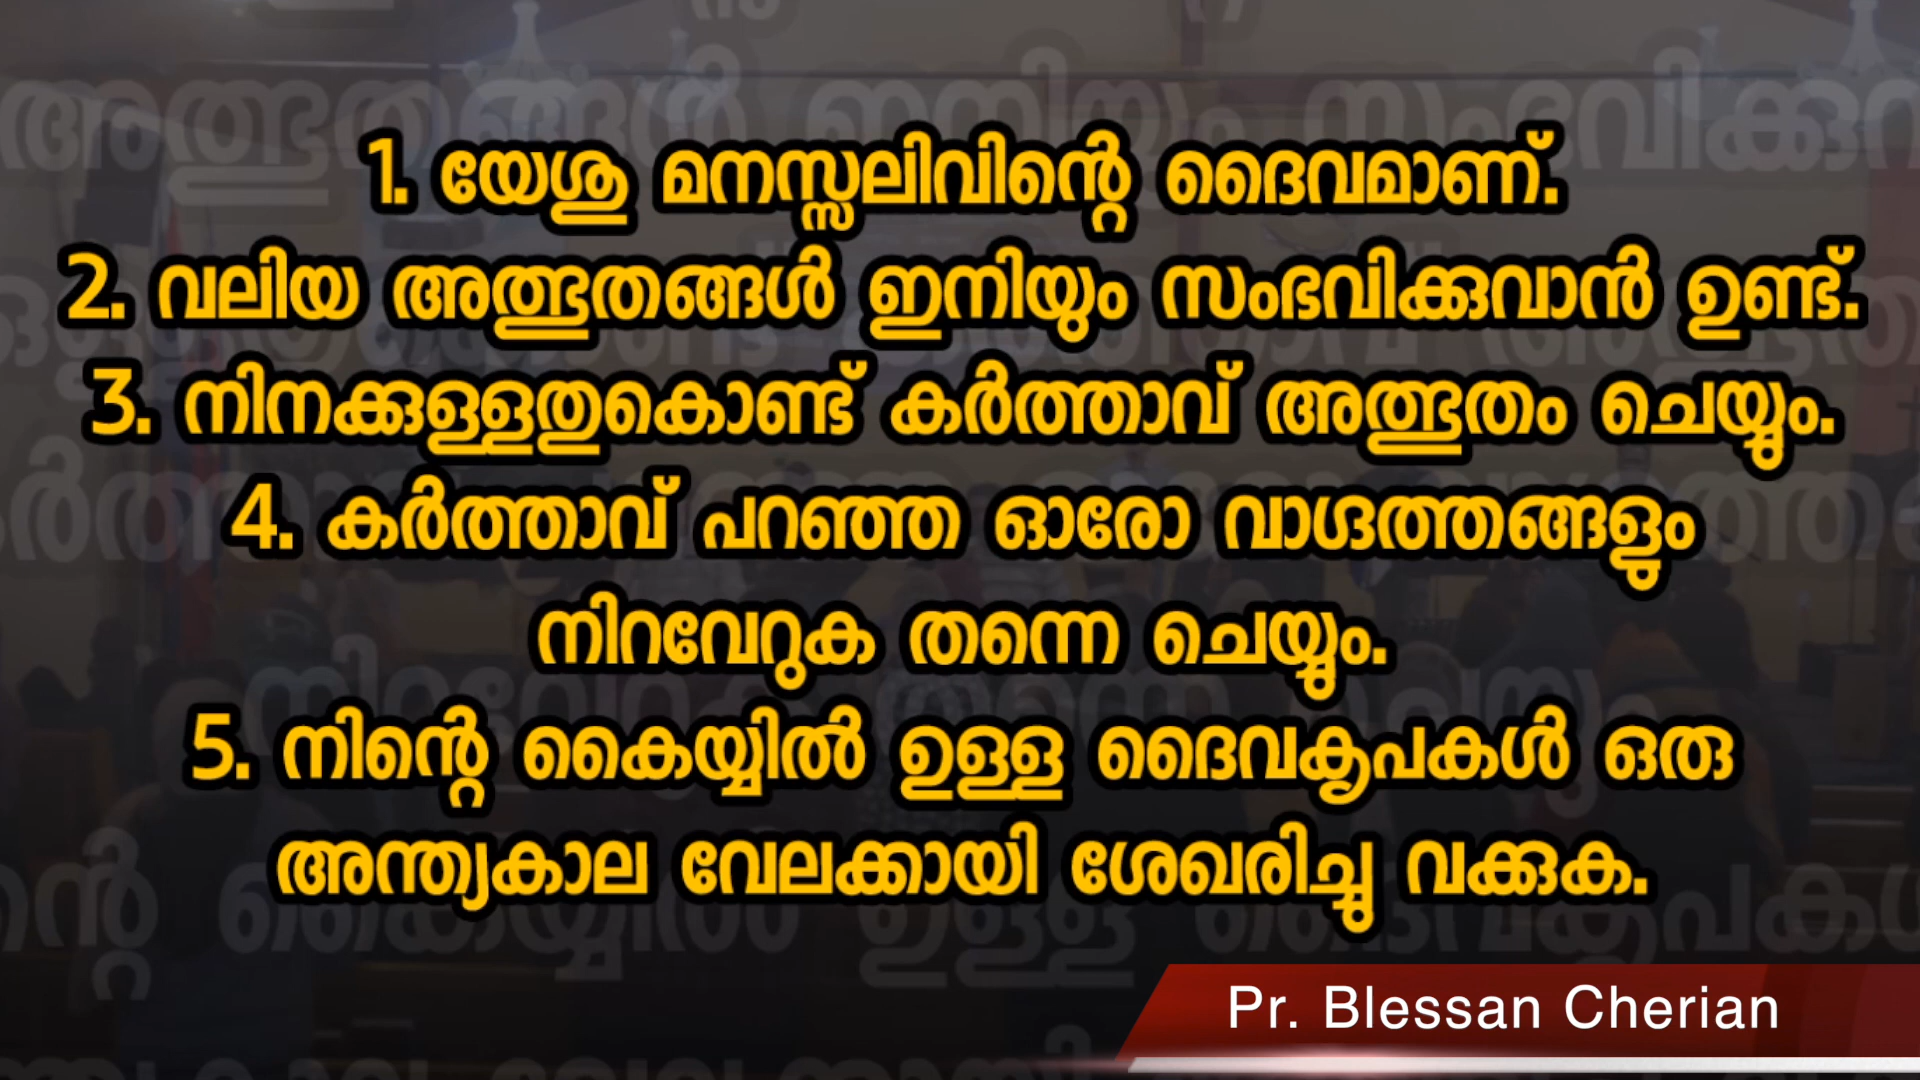 1. യേശു മനസ്സലിവിന്റെ ദൈവമാണ്.
2. വലിയ അത്ഭുതങ്ങൾ ഇനിയും സംഭവിക്കുവാൻ ഉണ്ട്.
3. നിനക്കുള്ളതുകൊണ്ട് കർത്താവ് അത്ഭുതം ചെയ്യും.
4. കർത്താവ് പറഞ്ഞ ഓരോ വാഗ്ദത്തങ്ങളും
നിറവേറുക തന്നെ ചെയ്യും.
5. നിന്റെ കൈയ്യിൽ ഉള്ള ദൈവകൃപകൾ ഒരു
അന്ത്യകാല വേലക്കായി ശേഖരിച്ചു വക്കുക.
Pr. Blessan Cherian